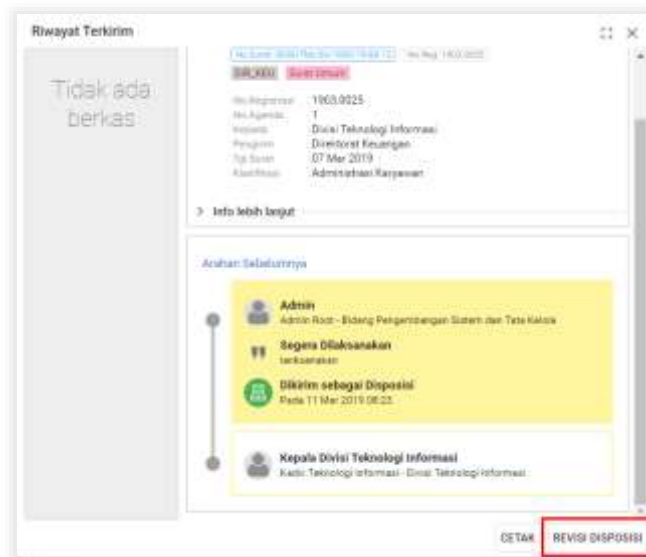 Riwayat Terkirim
Tidak ada
berkas
DIR_KEU Surat Umum
No.Registrasi 1903.0025
No.Agenda 1
Kepada Divisi Teknologi Informasi
Pengirim Direktorat Keuangan
Tgl Surat 07 Mar 2019
Klasifikasi Administrasi Karyawan
> Info lebih lanjut
Arahan Sebelumnya
Admin
Admin Root - Bidang Pengembangan Sistem dan Tata Kelola
Segera Dilaksanakan
laksanakan
Dikirim sebagai Disposisi
Pada 11 Mar 2019 08:23
Kepala Divisi Teknologi Informasi
Kadiv Teknologi Informasi - Divisi Teknologi Informasi
CETAK REVISI DISPOSISI